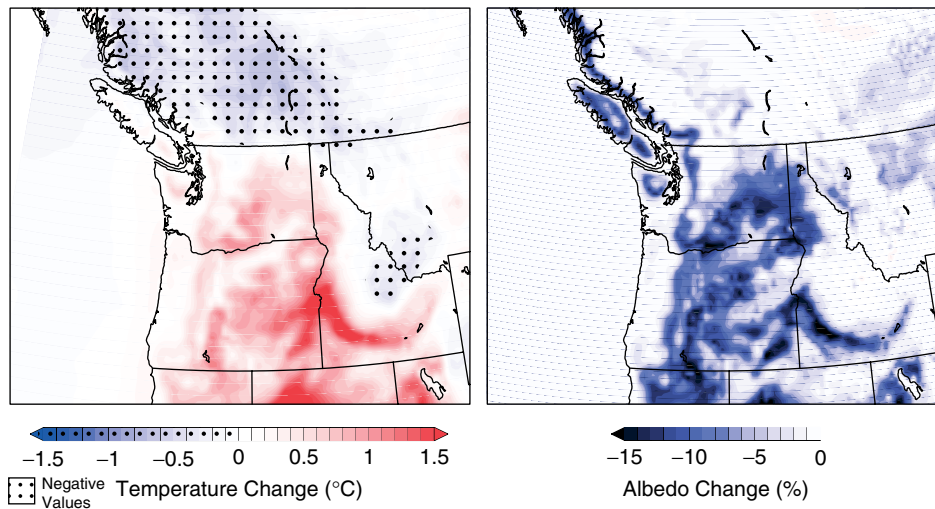 −1.5 −1 −0.5 0 0.5 1 1.5
−15 −10 −5 0
Negative Values
Temperature Change (°C)
Albedo Change (%)